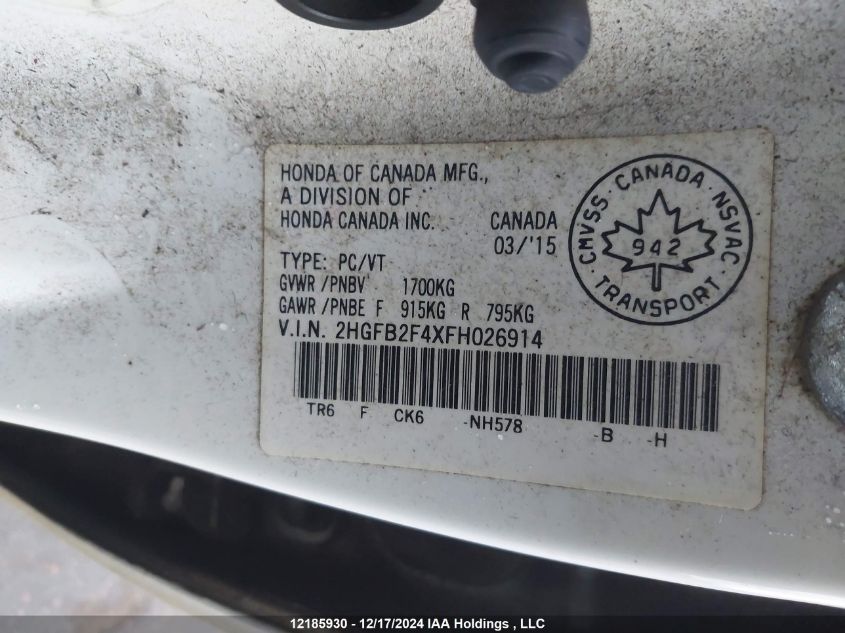 HONDA OF CANADA MFG.,
A DIVISION OF
HONDA CANADA INC. CANADA
03/'15
TYPE: PC/VT
GVWR/PNBV 1700KG
GAWR/PNBE F 915KG R 795KG
V.I.N. 2HGFB2F4XFH026914
TR6 F CK6 -NH578 -B -H
CMVSS · CANADA · NSVAC
942
· TRANSPORT ·
12185930 - 12/17/2024 IAA Holdings , LLC